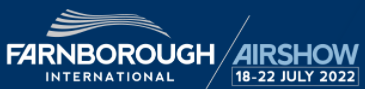 FARNBOROUGH
INTERNATIONAL
AIRSHOW
18-22 JULY 2022